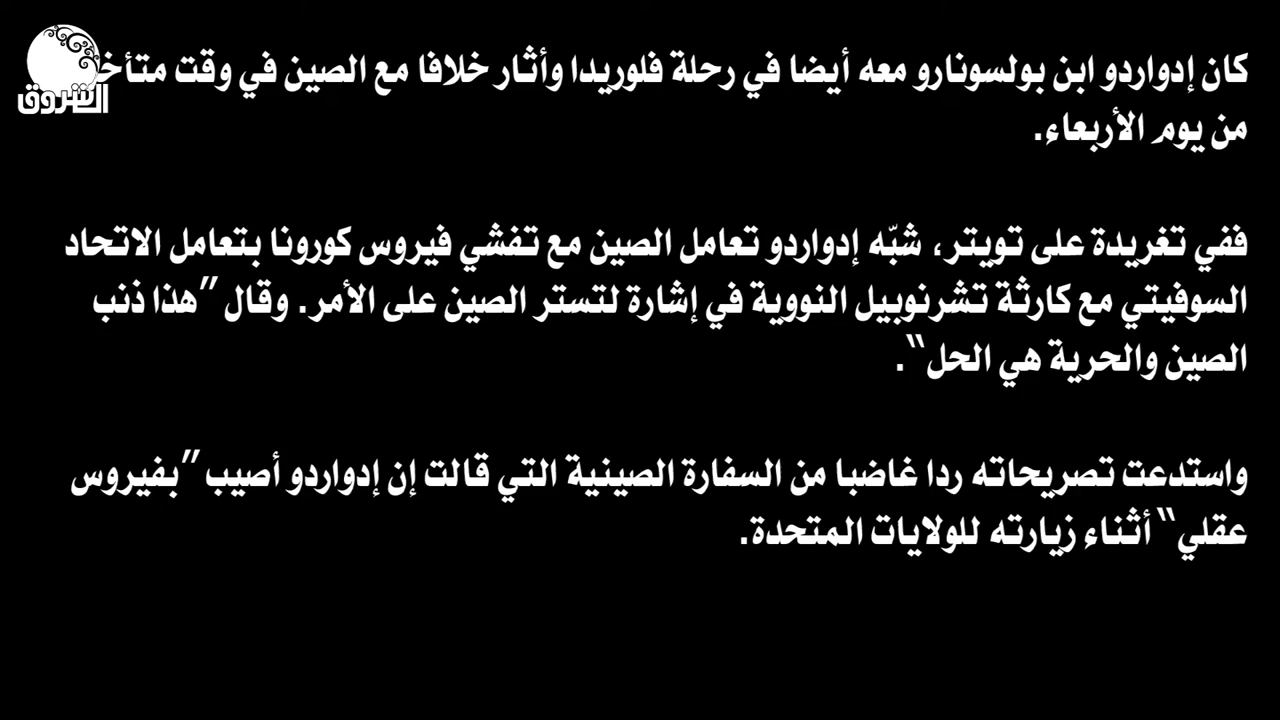 كان إدواردو ابن بولسونارو معه أيضا في رحلة فلوريدا وأثار خلافا مع الصين في وقت
من يوم الأربعاء.
ففي تغريدة على تويتر، شبّه إدواردو تعامل الصين مع تفشي فيروس كورونا بتعامل الاتحاد
السوفيتي مع كارثة تشرنوبيل النووية في إشارة لتستر الصين على الأمر. وقال ”هذا ذنب
الصين والحرية هي الحل“.
واستدعت تصريحاته ردا غاضبا من السفارة الصينية التي قالت إن إدواردو أصيب ”بفيروس
عقلي“ أثناء زيارته للولايات المتحدة.
الشروق